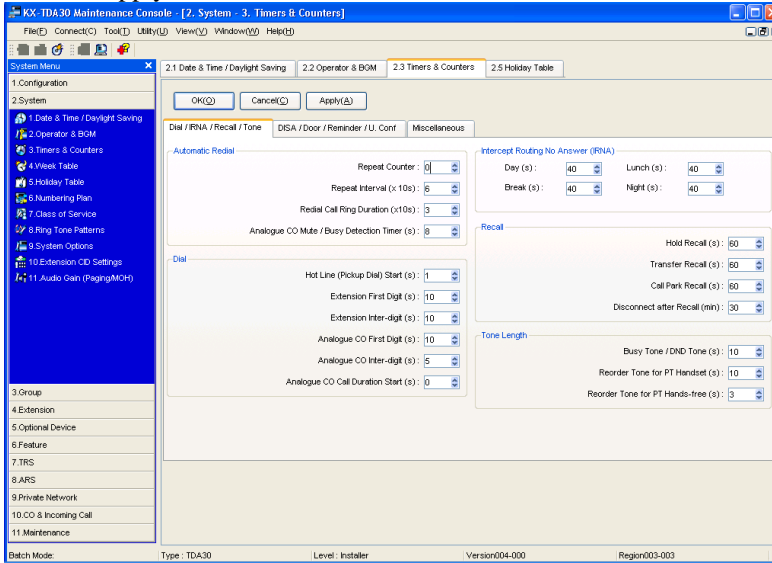 KX-TDA30 Maintenance Console - [2. System - 3. Timers & Counters]
File(F) Connect(C) Tool(T) Utility(U) View(V) Window(W) Help(H)
System Menu
1.Configuration
2.System
1.Date & Time / Daylight Saving
2.Operator & BGM
3.Timers & Counters
4.Week Table
5.Holiday Table
6.Numbering Plan
7.Class of Service
8.Ring Tone Patterns
9.System Options
10.Extension CID Settings
11.Audio Gain (Paging/MOH)
3.Group
4.Extension
5.Optional Device
6.Feature
7.TRS
8.ARS
9.Private Network
10.CO & Incoming Call
11.Maintenance
2.1 Date & Time / Daylight Saving 2.2 Operator & BGM 2.3 Timers & Counters 2.5 Holiday Table
OK(O) Cancel(C) Apply(A)
Dial / IRNA / Recall / Tone DISA / Door / Reminder / U. Conf Miscellaneous
Automatic Redial
Repeat Counter : 0
Repeat Interval (x 10s) : 6
Redial Call Ring Duration (x10s) : 3
Analogue CO Mute / Busy Detection Timer (s) : 8
Dial
Hot Line (Pickup Dial) Start (s) : 1
Extension First Digit (s) : 10
Extension Inter-digit (s) : 10
Analogue CO First Digit (s) : 10
Analogue CO Inter-digit (s) : 5
Analogue CO Call Duration Start (s) : 0
Intercept Routing No Answer (IRNA)
Day (s) : 40 Lunch (s) : 40
Break (s) : 40 Night (s) : 40
Recall
Hold Recall (s) : 60
Transfer Recall (s) : 60
Call Park Recall (s) : 60
Disconnect after Recall (min) : 30
Tone Length
Busy Tone / DND Tone (s) : 10
Reorder Tone for PT Handset (s) : 10
Reorder Tone for PT Hands-free (s) : 3
Batch Mode: Type : TDA30 Level : Installer Version004-000 Region003-003